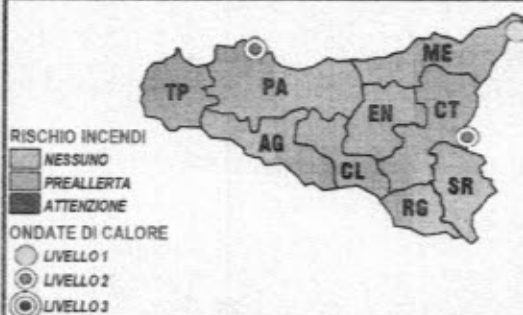 ME
TP
PA
EN
CT
AG
CL
SR
RG
RISCHIO INCENDI
NESSUNO
PREALLERTA
ATTENZIONE
ONDATE DI CALORE
LIVELLO 1
LIVELLO 2
LIVELLO 3